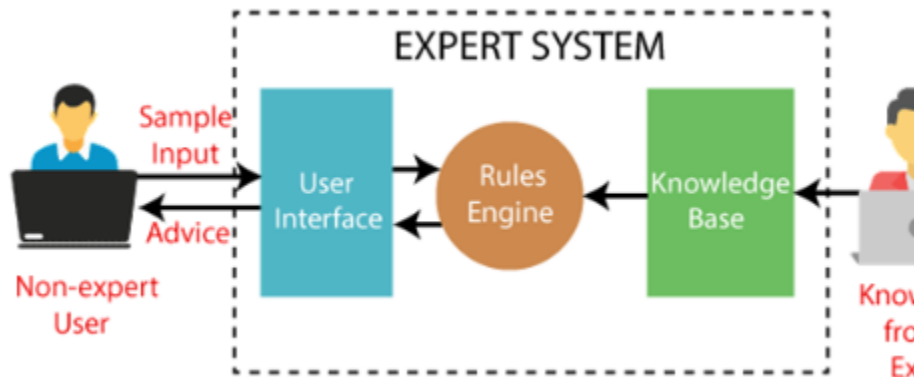 EXPERT SYSTEM
Sample
Input
Advice
Non-expert
User
User
Interface
Rules
Engine
Knowledge
Base